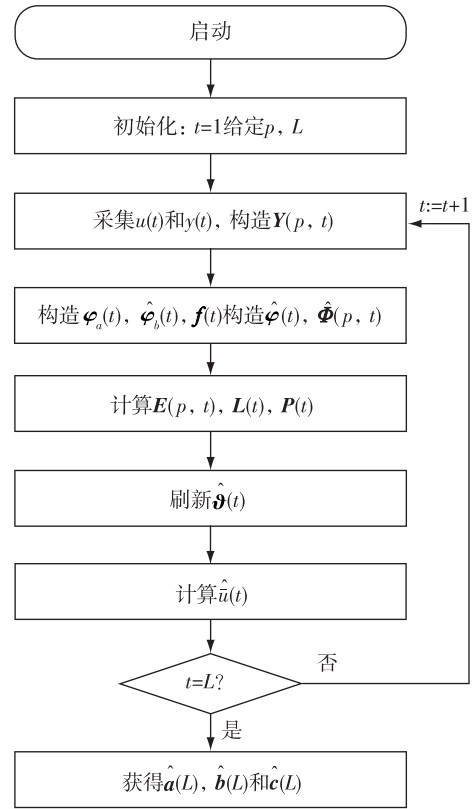 启动
初始化: t=1给定p, L
t:=t+1
采集u(t)和y(t), 构造Y(p, t)
构造φₐ(t), φ̂_b(t), f(t)构造φ̂(t), Φ̂(p, t)
计算E(p, t), L(t), P(t)
刷新ϑ̂(t)
计算ū̂(t)
t=L?
否
是
获得â(L), b̂(L)和ĉ(L)